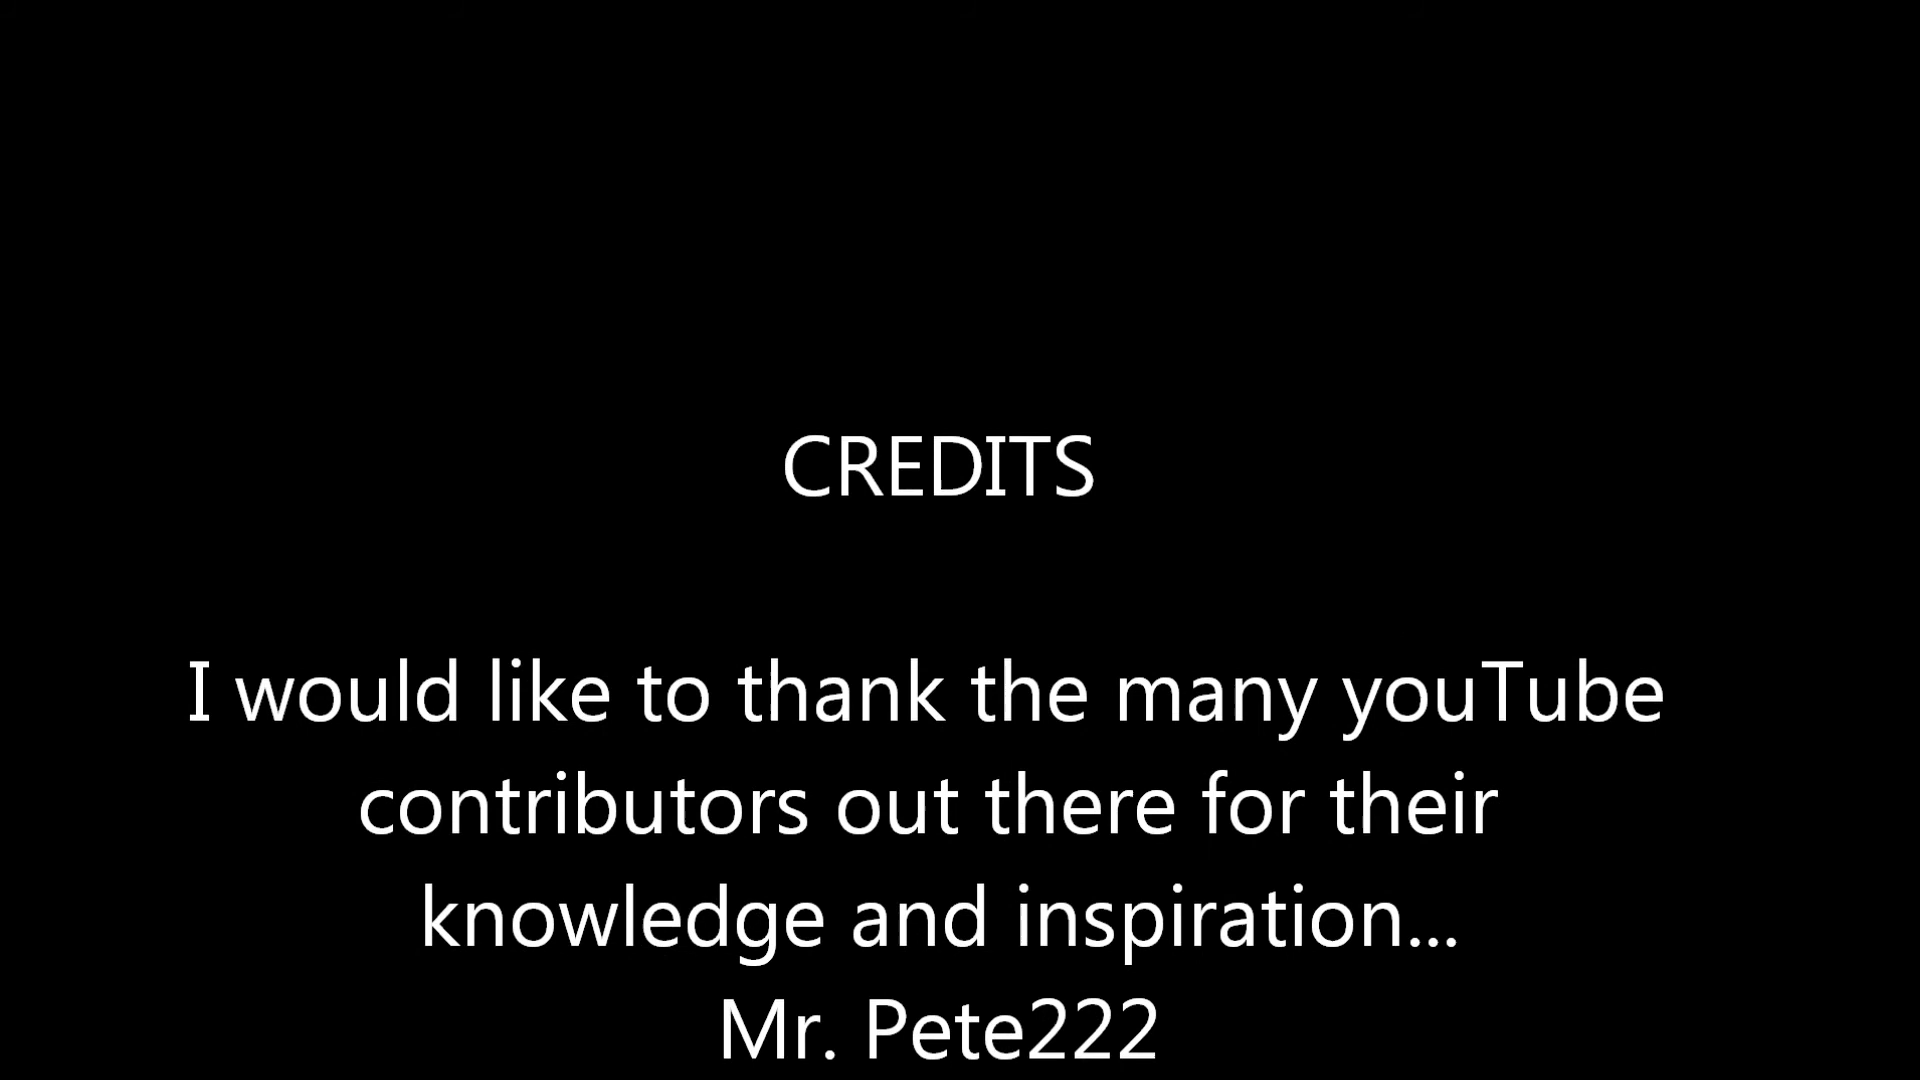 CREDITS
I would like to thank the many youTube
contributors out there for their
knowledge and inspiration...
Mr. Pete222